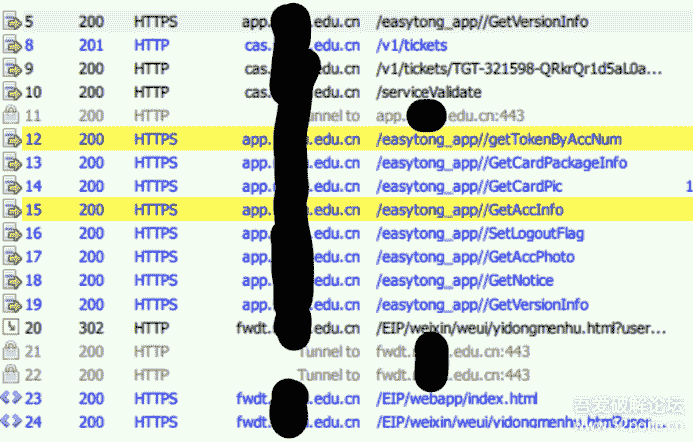 5 200 HTTPS app. .edu.cn /easytong_app//GetVersionInfo
8 201 HTTP cas. .edu.cn /v1/tickets
9 200 HTTP cas. .edu.cn /v1/tickets/TGT-321598-QRkrQr1d5aL0a...
10 200 HTTP cas. .edu.cn /serviceValidate
11 200 HTTP Tunnel to app. edu.cn:443
12 200 HTTPS app. .edu.cn /easytong_app//getTokenByAccNum
13 200 HTTPS app. .edu.cn /easytong_app//GetCardPackageInfo
14 200 HTTPS app. .edu.cn /easytong_app//GetCardPic 1
15 200 HTTPS app. .edu.cn /easytong_app//GetAccInfo
16 200 HTTPS app. .edu.cn /easytong_app//SetLogoutFlag
17 200 HTTPS app. .edu.cn /easytong_app//GetAccPhoto
18 200 HTTPS app. .edu.cn /easytong_app//GetNotice
19 200 HTTPS app. .edu.cn /easytong_app//GetVersionInfo
20 302 HTTP fwdt. .edu.cn /EIP/weixin/weui/yidongmenhu.html?user...
21 200 HTTP Tunnel to fwdt. .edu.cn:443
22 200 HTTP Tunnel to fwdt. .edu.cn:443
23 200 HTTPS fwdt. .edu.cn /EIP/webapp/index.html
24 200 HTTPS fwdt. .edu.cn /EIP/weixin/weui/yidongmenhu.html?user...
吾爱破解论坛
www.52pojie.cn